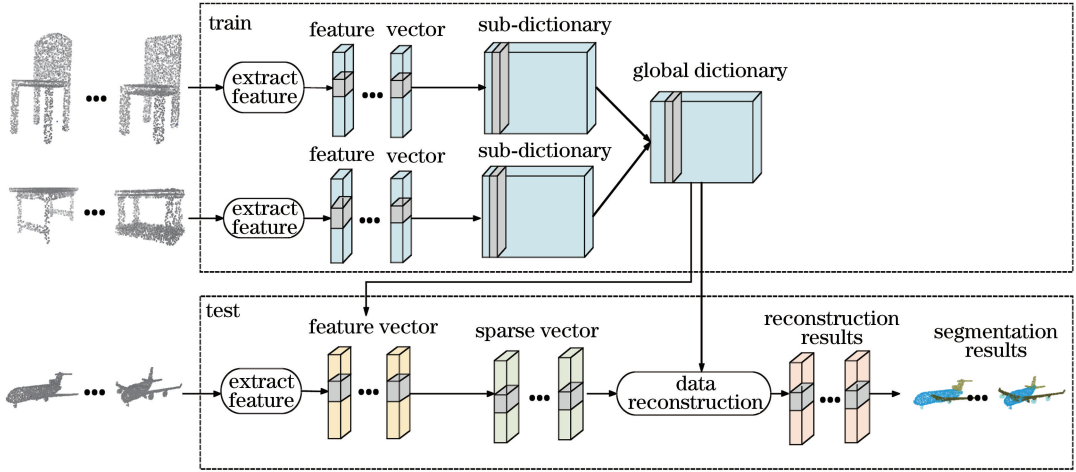 train
feature vector
sub-dictionary
extract
feature
global dictionary
feature vector
sub-dictionary
extract
feature
test
feature vector
sparse vector
reconstruction
results
segmentation
results
extract
feature
data
reconstruction